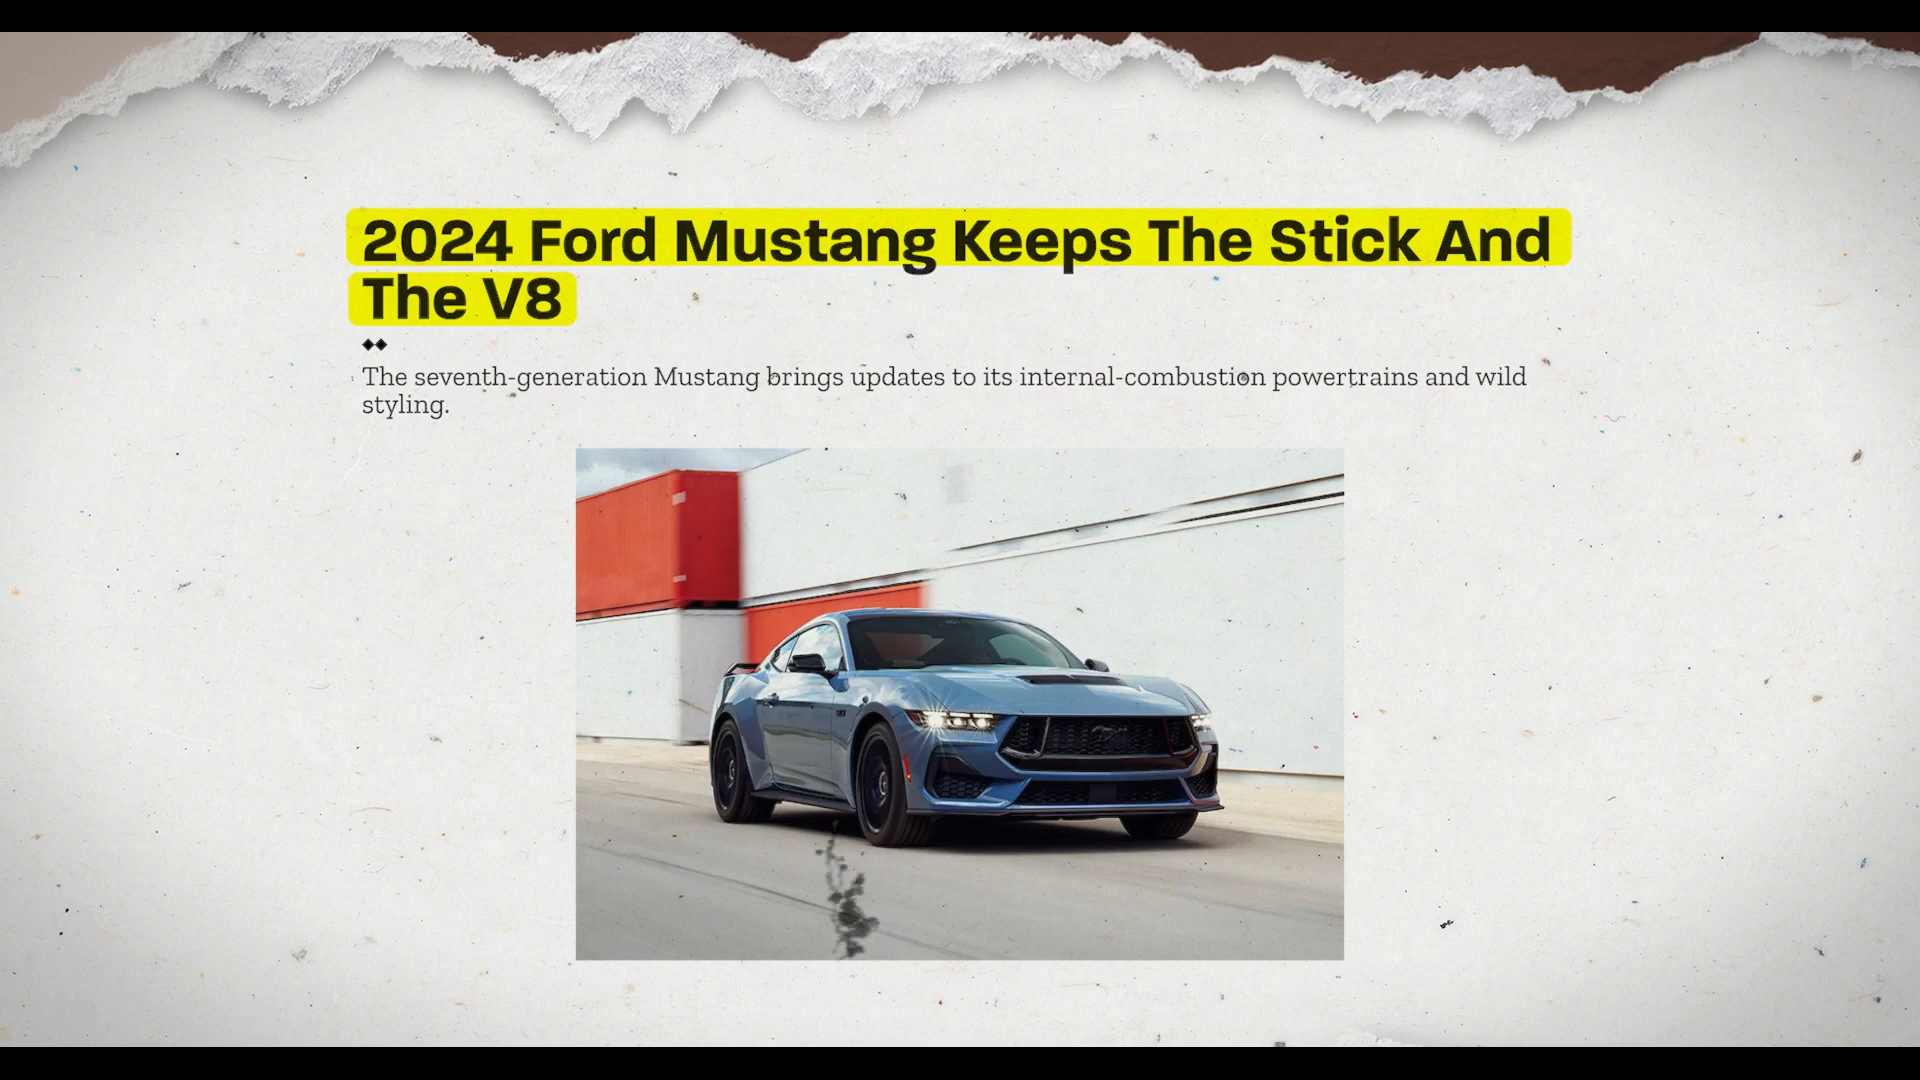 2024 Ford Mustang Keeps The Stick And
The V8
The seventh-generation Mustang brings updates to its internal-combustion powertrains and wild
styling.